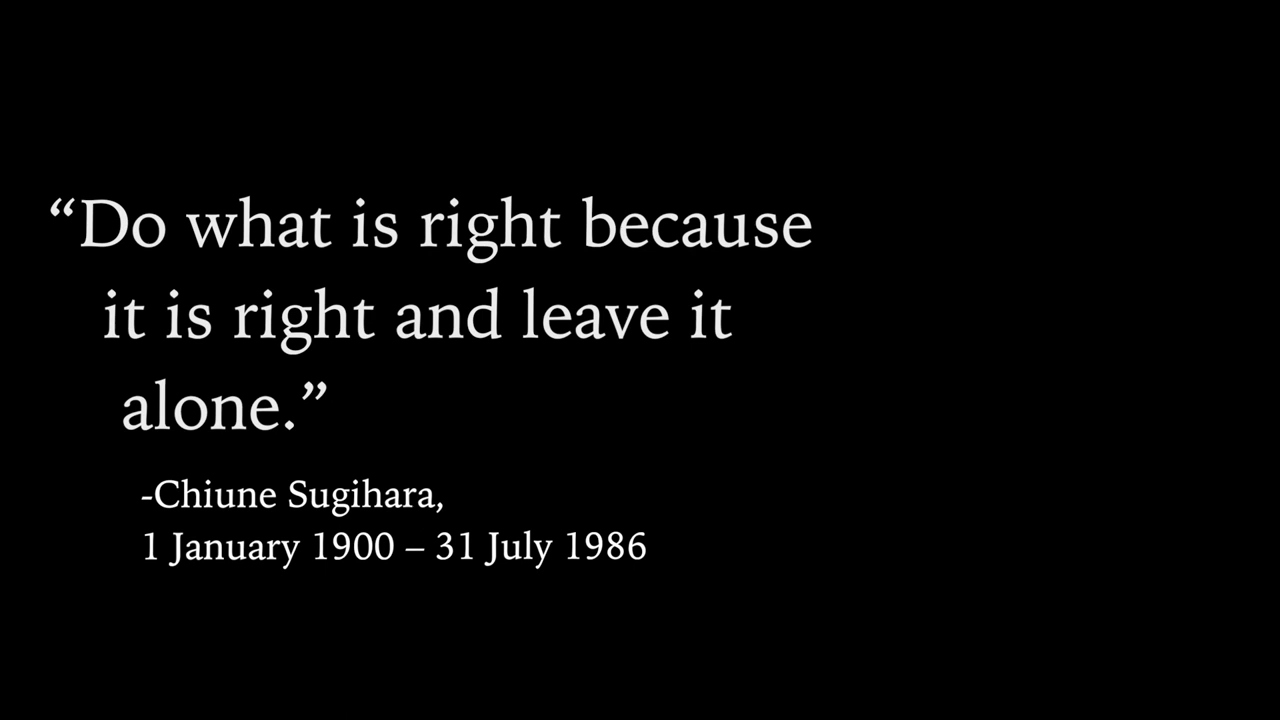 “Do what is right because
it is right and leave it
alone.”
-Chiune Sugihara,
1 January 1900 – 31 July 1986